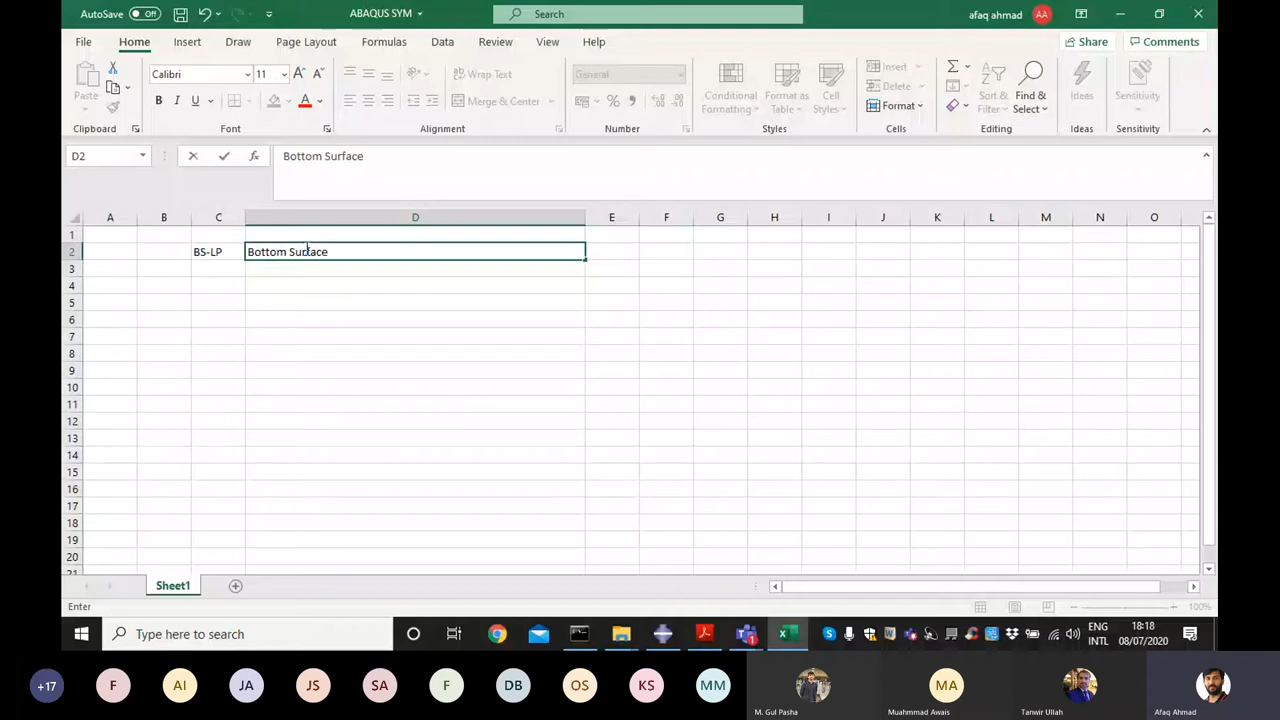 AutoSave Off ABAQUS SYM Search afaq ahmad AA
File Home Insert Draw Page Layout Formulas Data Review View Help Share Comments
Paste Calibri 11 A A Wrap Text General Conditional Formatting Format as Table Cell Styles Insert Sort & Filter Find & Select Ideas Sensitivity
B I U A Merge & Center % Delete
Format
Clipboard Font Alignment Number Styles Cells Editing Ideas Sensitivity
D2 fx Bottom Surface
A B C D E F G H I J K L M N O
1
2 BS-LP Bottom Surface
3
4
5
6
7
8
9
10
11
12
13
14
15
16
17
18
19
20
21
Sheet1
Enter 100%
Type here to search 1 ENG INTL 18:18 08/07/2020
+17 F AI JA JS SA F DB OS KS MM MA
M. Gul Pasha Muahmmad Awais Tanwir Ullah Afaq Ahmad